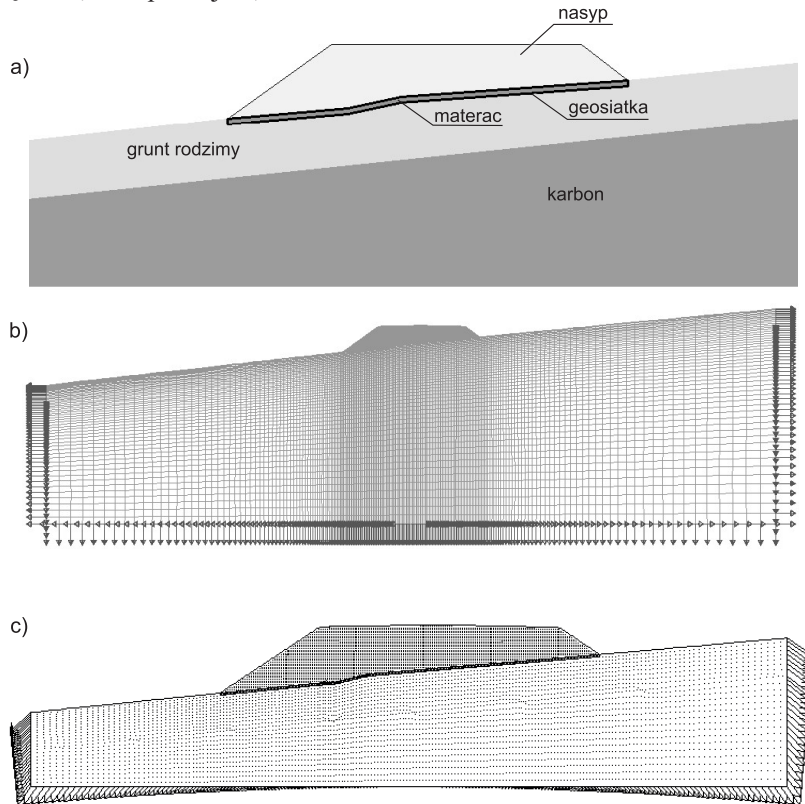 nasyp
a)
materac
geosiatka
grunt rodzimy
karbon
b)
c)